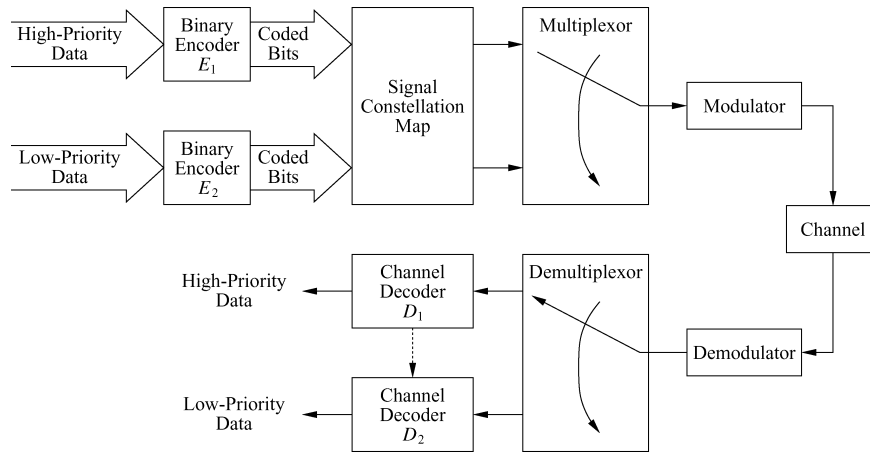 High-Priority
Data
Binary
Encoder
E1
Coded
Bits
Low-Priority
Data
Binary
Encoder
E2
Coded
Bits
Signal
Constellation
Map
Multiplexor
Modulator
Channel
Demodulator
Demultiplexor
Channel
Decoder
D1
High-Priority
Data
Channel
Decoder
D2
Low-Priority
Data